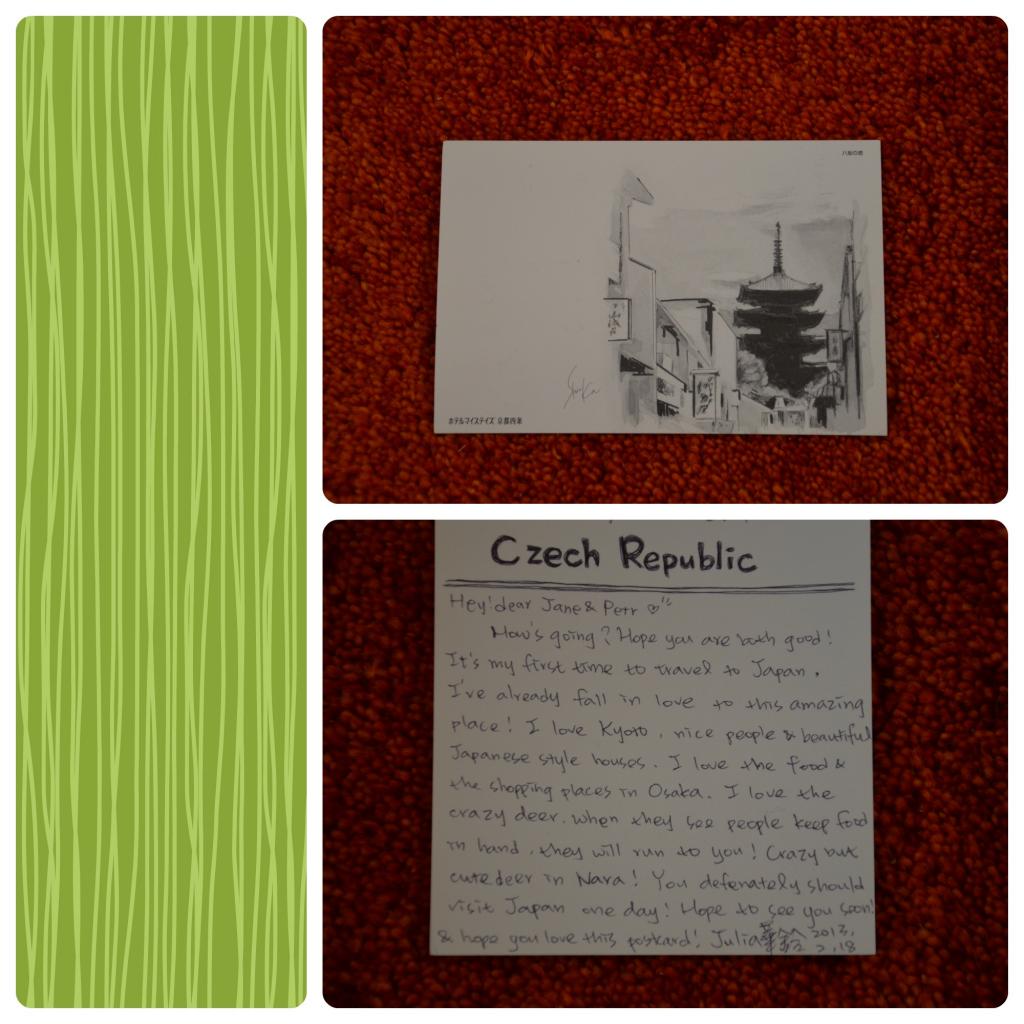 八坂の塔
ホテルマイステイズ 京都四条
Czech Republic
Hey! dear Jane & Petr
How's going? Hope you are both good!
It's my first time to travel to Japan.
I've already fall in love to this amazing
place! I love Kyoto, nice people & beautiful
Japanese style houses. I love the food &
the shopping places in Osaka. I love the
crazy deer. When they see people keep food
in hand, they will run to you! Crazy but
cute deer in Nara! You defenately should
visit Japan one day! Hope to see you soon!
& hope you love this postcard! Julia 2013.
2.18